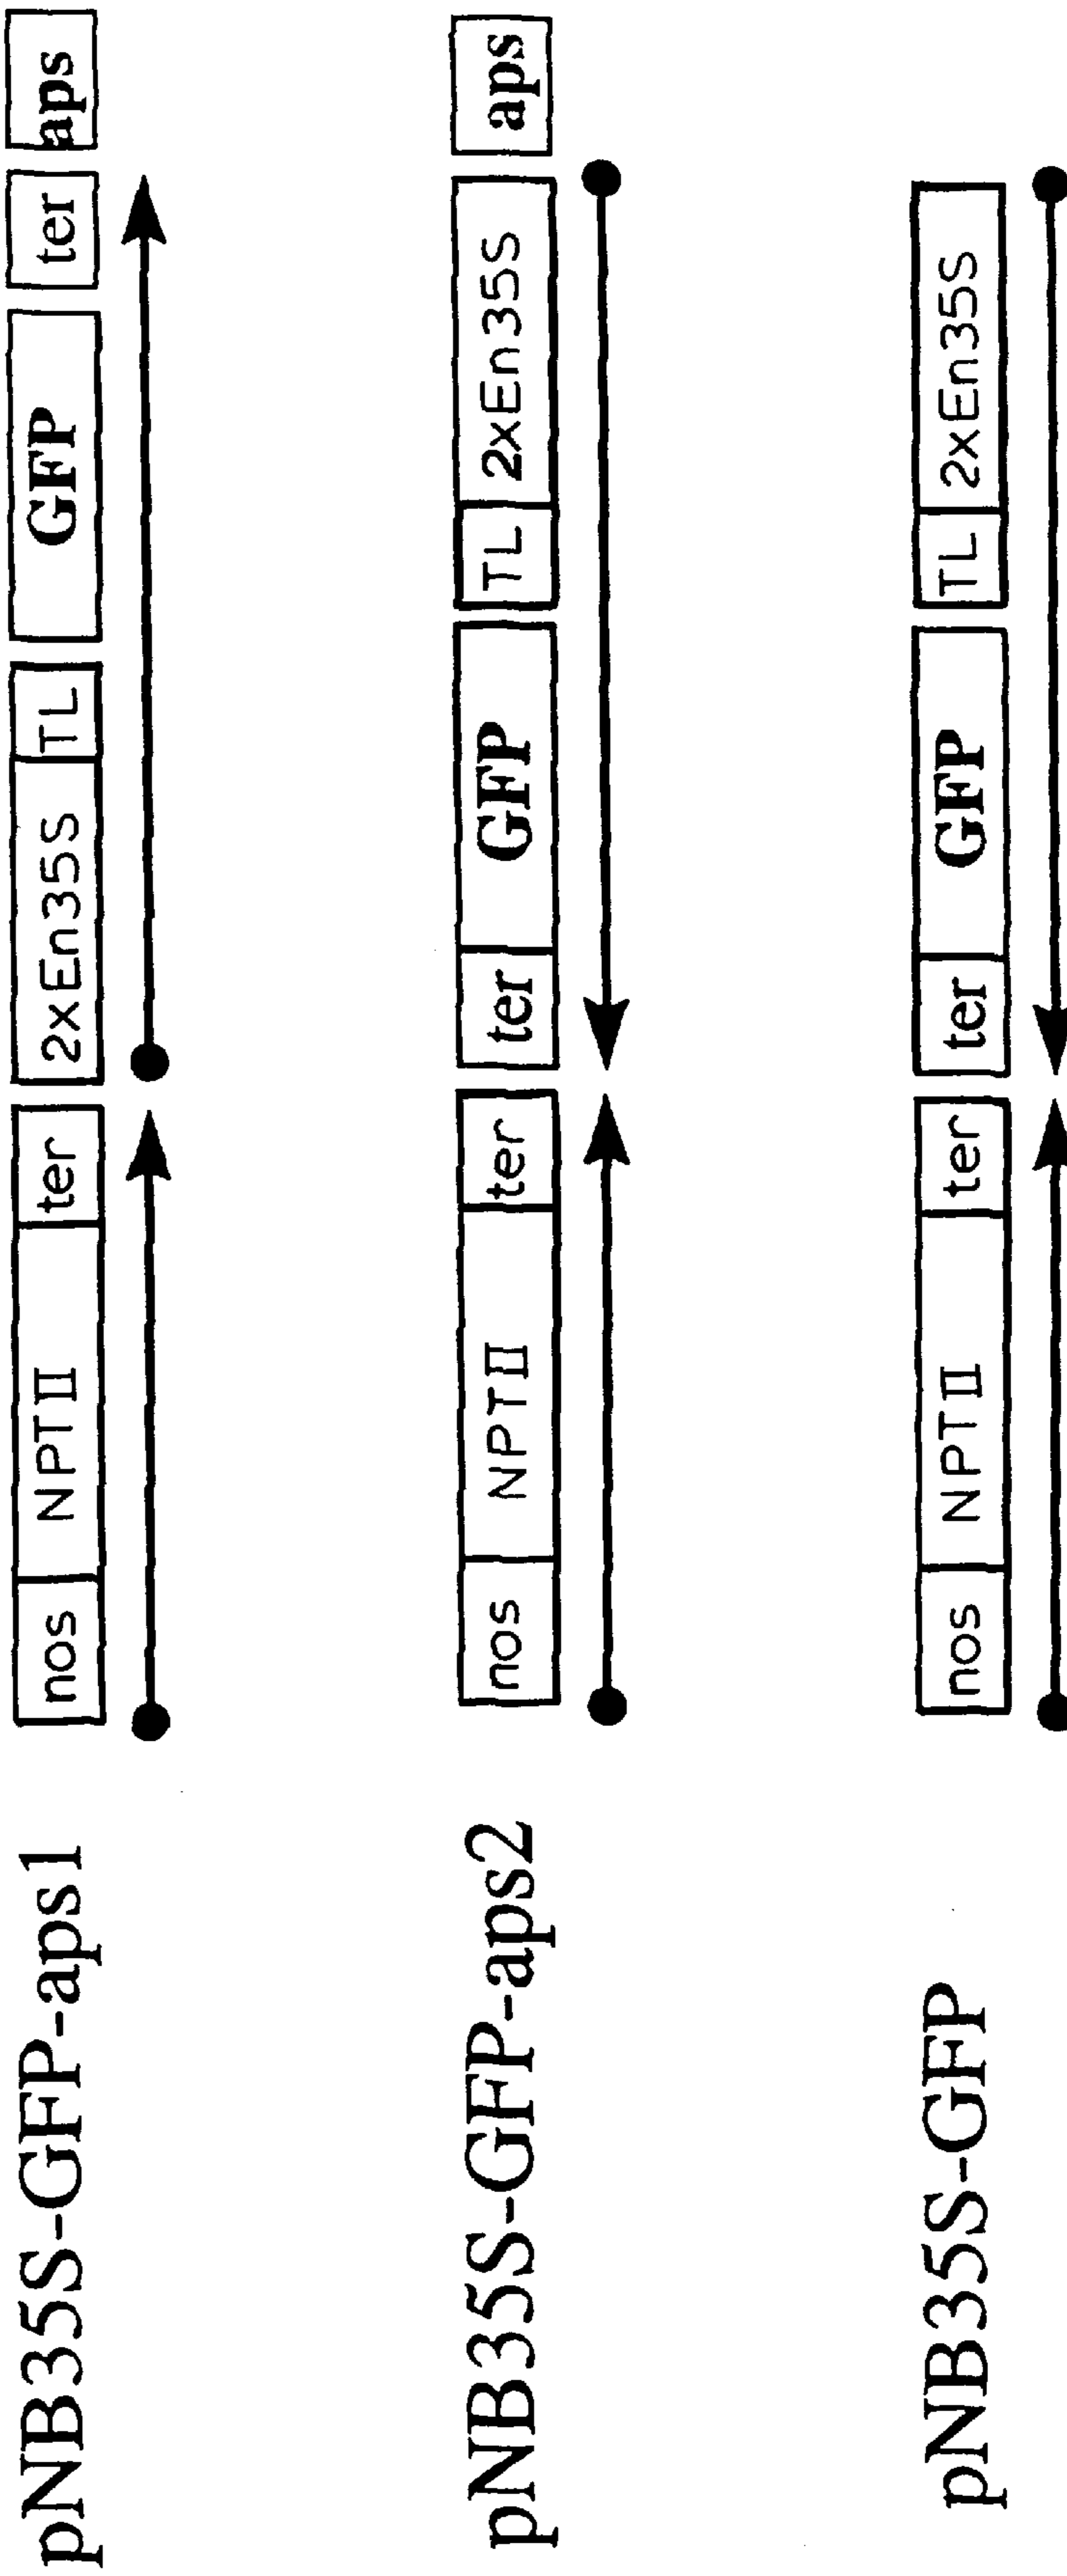 pNB35S-GFP-aps1 nos NPTII ter 2xEn35S TL GFP ter aps
pNB35S-GFP-aps2 nos NPTII ter ter GFP TL 2xEn35S aps
pNB35S-GFP nos NPTII ter ter GFP TL 2xEn35S